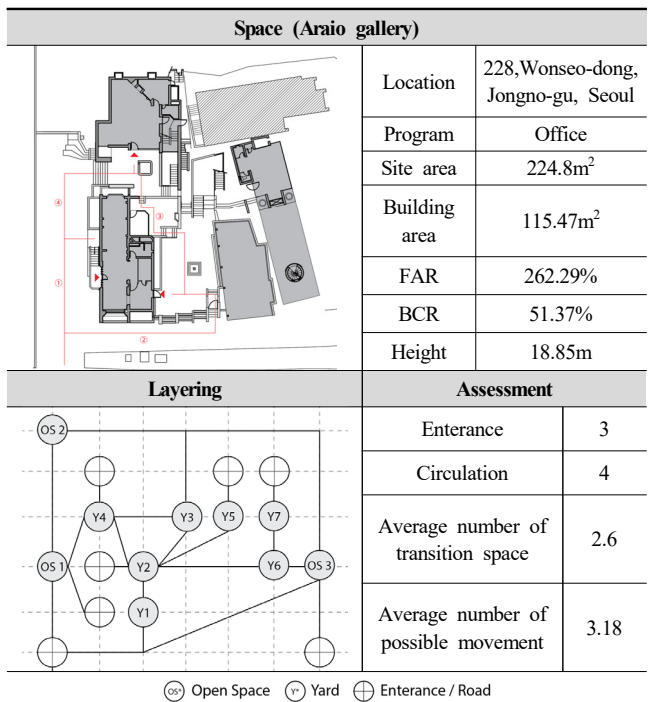 Space (Araio gallery)
④
③
①
②
Location
228,Wonseo-dong,
Jongno-gu, Seoul
Program
Office
Site area
224.8m²
Building
area
115.47m²
FAR
262.29%
BCR
51.37%
Height
18.85m
Layering
Assessment
OS 2
Y4
Y3
Y5
Y7
OS 1
Y2
Y6
OS 3
Y1
Enterance
3
Circulation
4
Average number of
transition space
2.6
Average number of
possible movement
3.18
OS* Open Space Y* Yard Enterance / Road